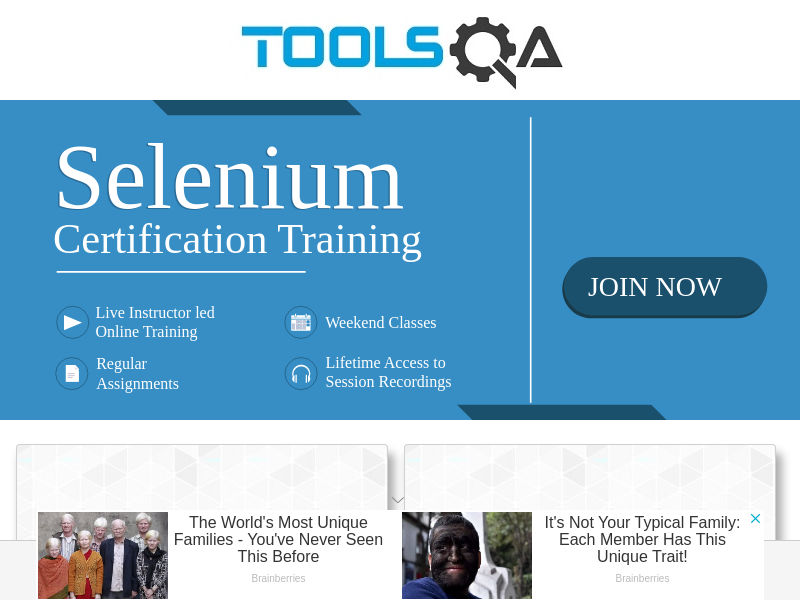 TOOLSQA
Selenium
Certification Training
JOIN NOW
Live Instructor led
Online Training
Weekend Classes
Regular
Assignments
Lifetime Access to
Session Recordings
The World's Most Unique
Families - You've Never Seen
This Before
Brainberries
It's Not Your Typical Family:
Each Member Has This
Unique Trait!
Brainberries